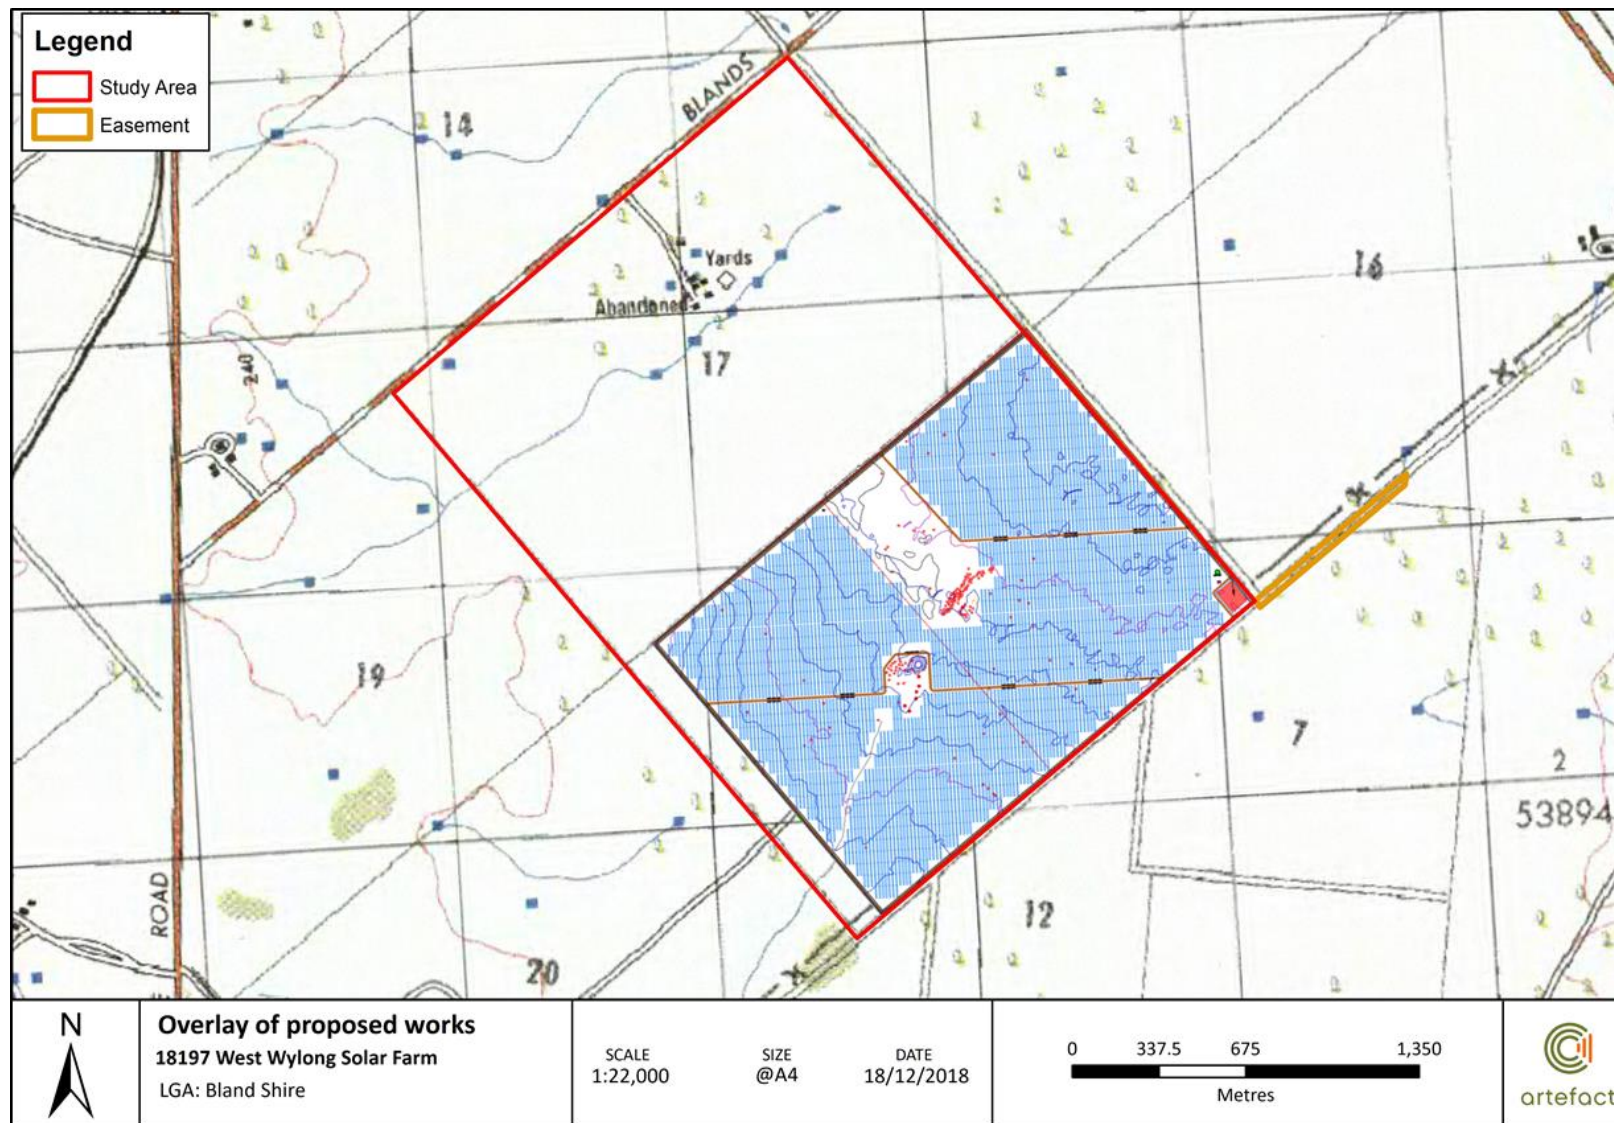 Legend
Study Area
Easement
BLANDS
14
Yards
Abandoned
16
17
240
19
7
2
53894
12
ROAD
20
X
X
X
N
Overlay of proposed works
18197 West Wylong Solar Farm
LGA: Bland Shire
SCALE
1:22,000
SIZE
@A4
DATE
18/12/2018
0 337.5 675 1,350
Metres
artefact